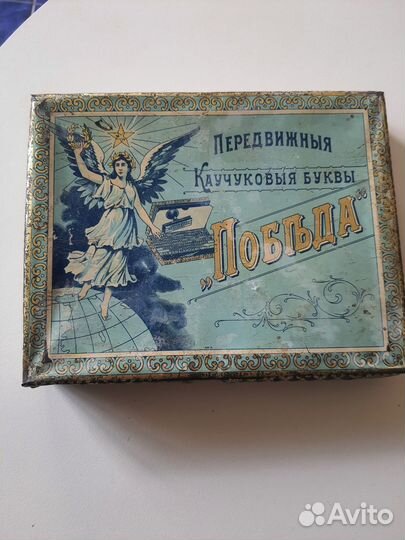 Передвижныя
Каучуковыя буквы
„Побѣда“
Avito